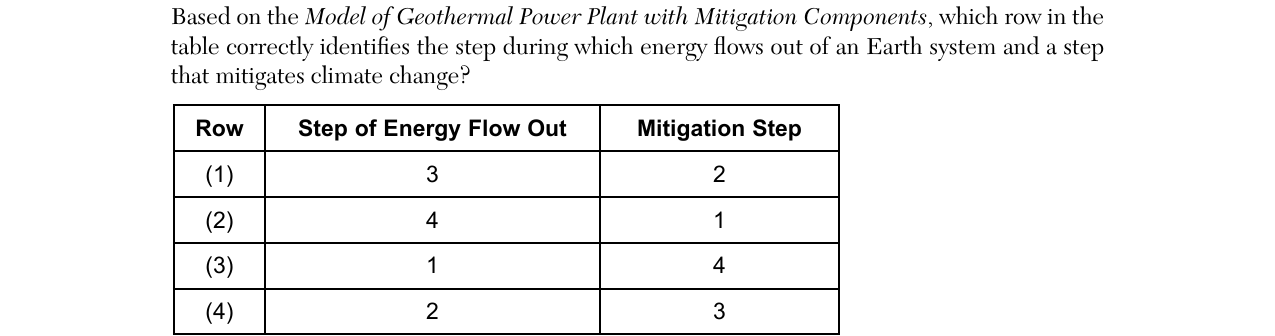 Based on the Model of Geothermal Power Plant with Mitigation Components, which row in the
table correctly identifies the step during which energy flows out of an Earth system and a step
that mitigates climate change?
Row Step of Energy Flow Out Mitigation Step
(1) 3 2
(2) 4 1
(3) 1 4
(4) 2 3